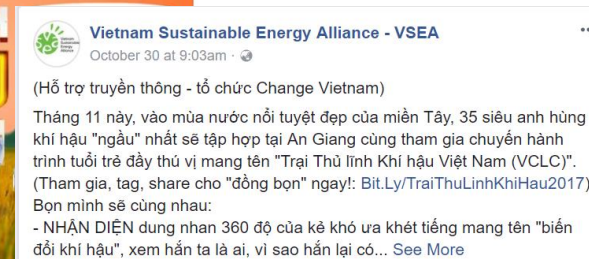 Vietnam Sustainable Energy Alliance - VSEA
October 30 at 9:03am ·
(Hỗ trợ truyền thông - tổ chức Change Vietnam)
Tháng 11 này, vào mùa nước nổi tuyệt đẹp của miền Tây, 35 siêu anh hùng
khí hậu "ngầu" nhất sẽ tập hợp tại An Giang cùng tham gia chuyến hành
trình tuổi trẻ đầy thú vị mang tên "Trại Thủ lĩnh Khí hậu Việt Nam (VCLC)".
(Tham gia, tag, share cho "đồng bọn" ngay!: Bit.Ly/TraiThuLinhKhiHau2017)
Bọn mình sẽ cùng nhau:
- NHẬN DIỆN dung nhan 360 độ của kẻ khó ưa khét tiếng mang tên "biến
đổi khí hậu", xem hắn ta là ai, vì sao hắn lại có... See More